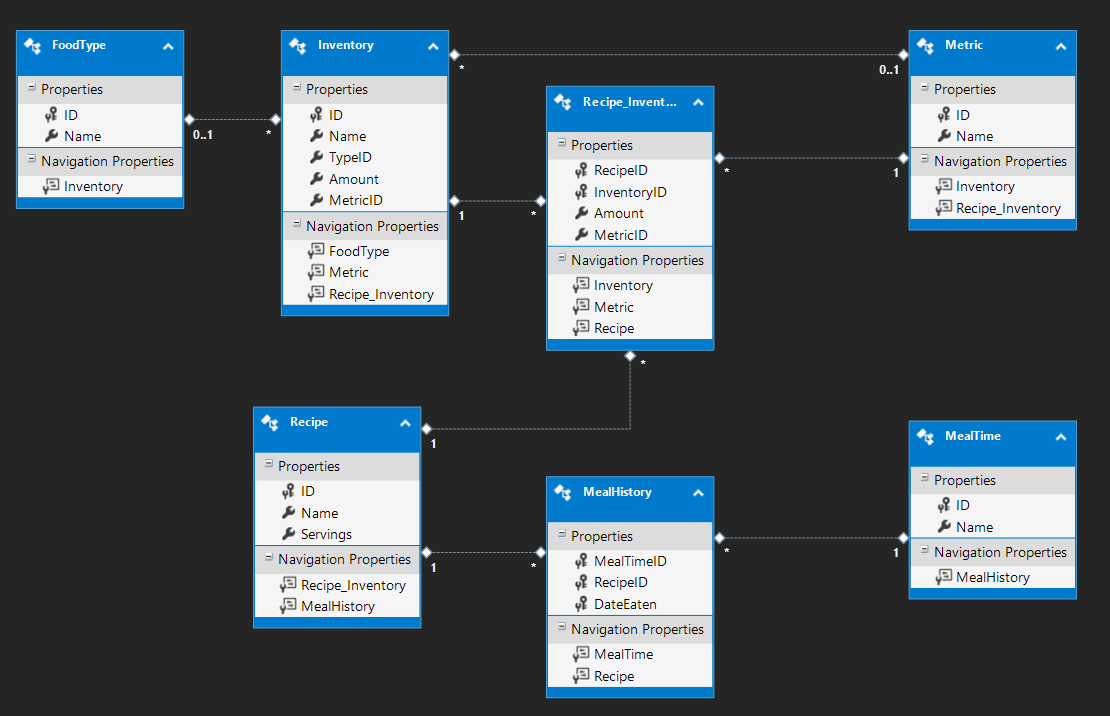 FoodType
Properties
ID
Name
Navigation Properties
Inventory
0..1
*
Inventory
Properties
ID
Name
TypeID
Amount
MetricID
Navigation Properties
FoodType
Metric
Recipe_Inventory
*
0..1
1
*
Recipe_Invent...
Properties
RecipeID
InventoryID
Amount
MetricID
Navigation Properties
Inventory
Metric
Recipe
*
1
*
Metric
Properties
ID
Name
Navigation Properties
Inventory
Recipe_Inventory
Recipe
Properties
ID
Name
Servings
Navigation Properties
Recipe_Inventory
MealHistory
1
1
*
MealHistory
Properties
MealTimeID
RecipeID
DateEaten
Navigation Properties
MealTime
Recipe
*
1
MealTime
Properties
ID
Name
Navigation Properties
MealHistory